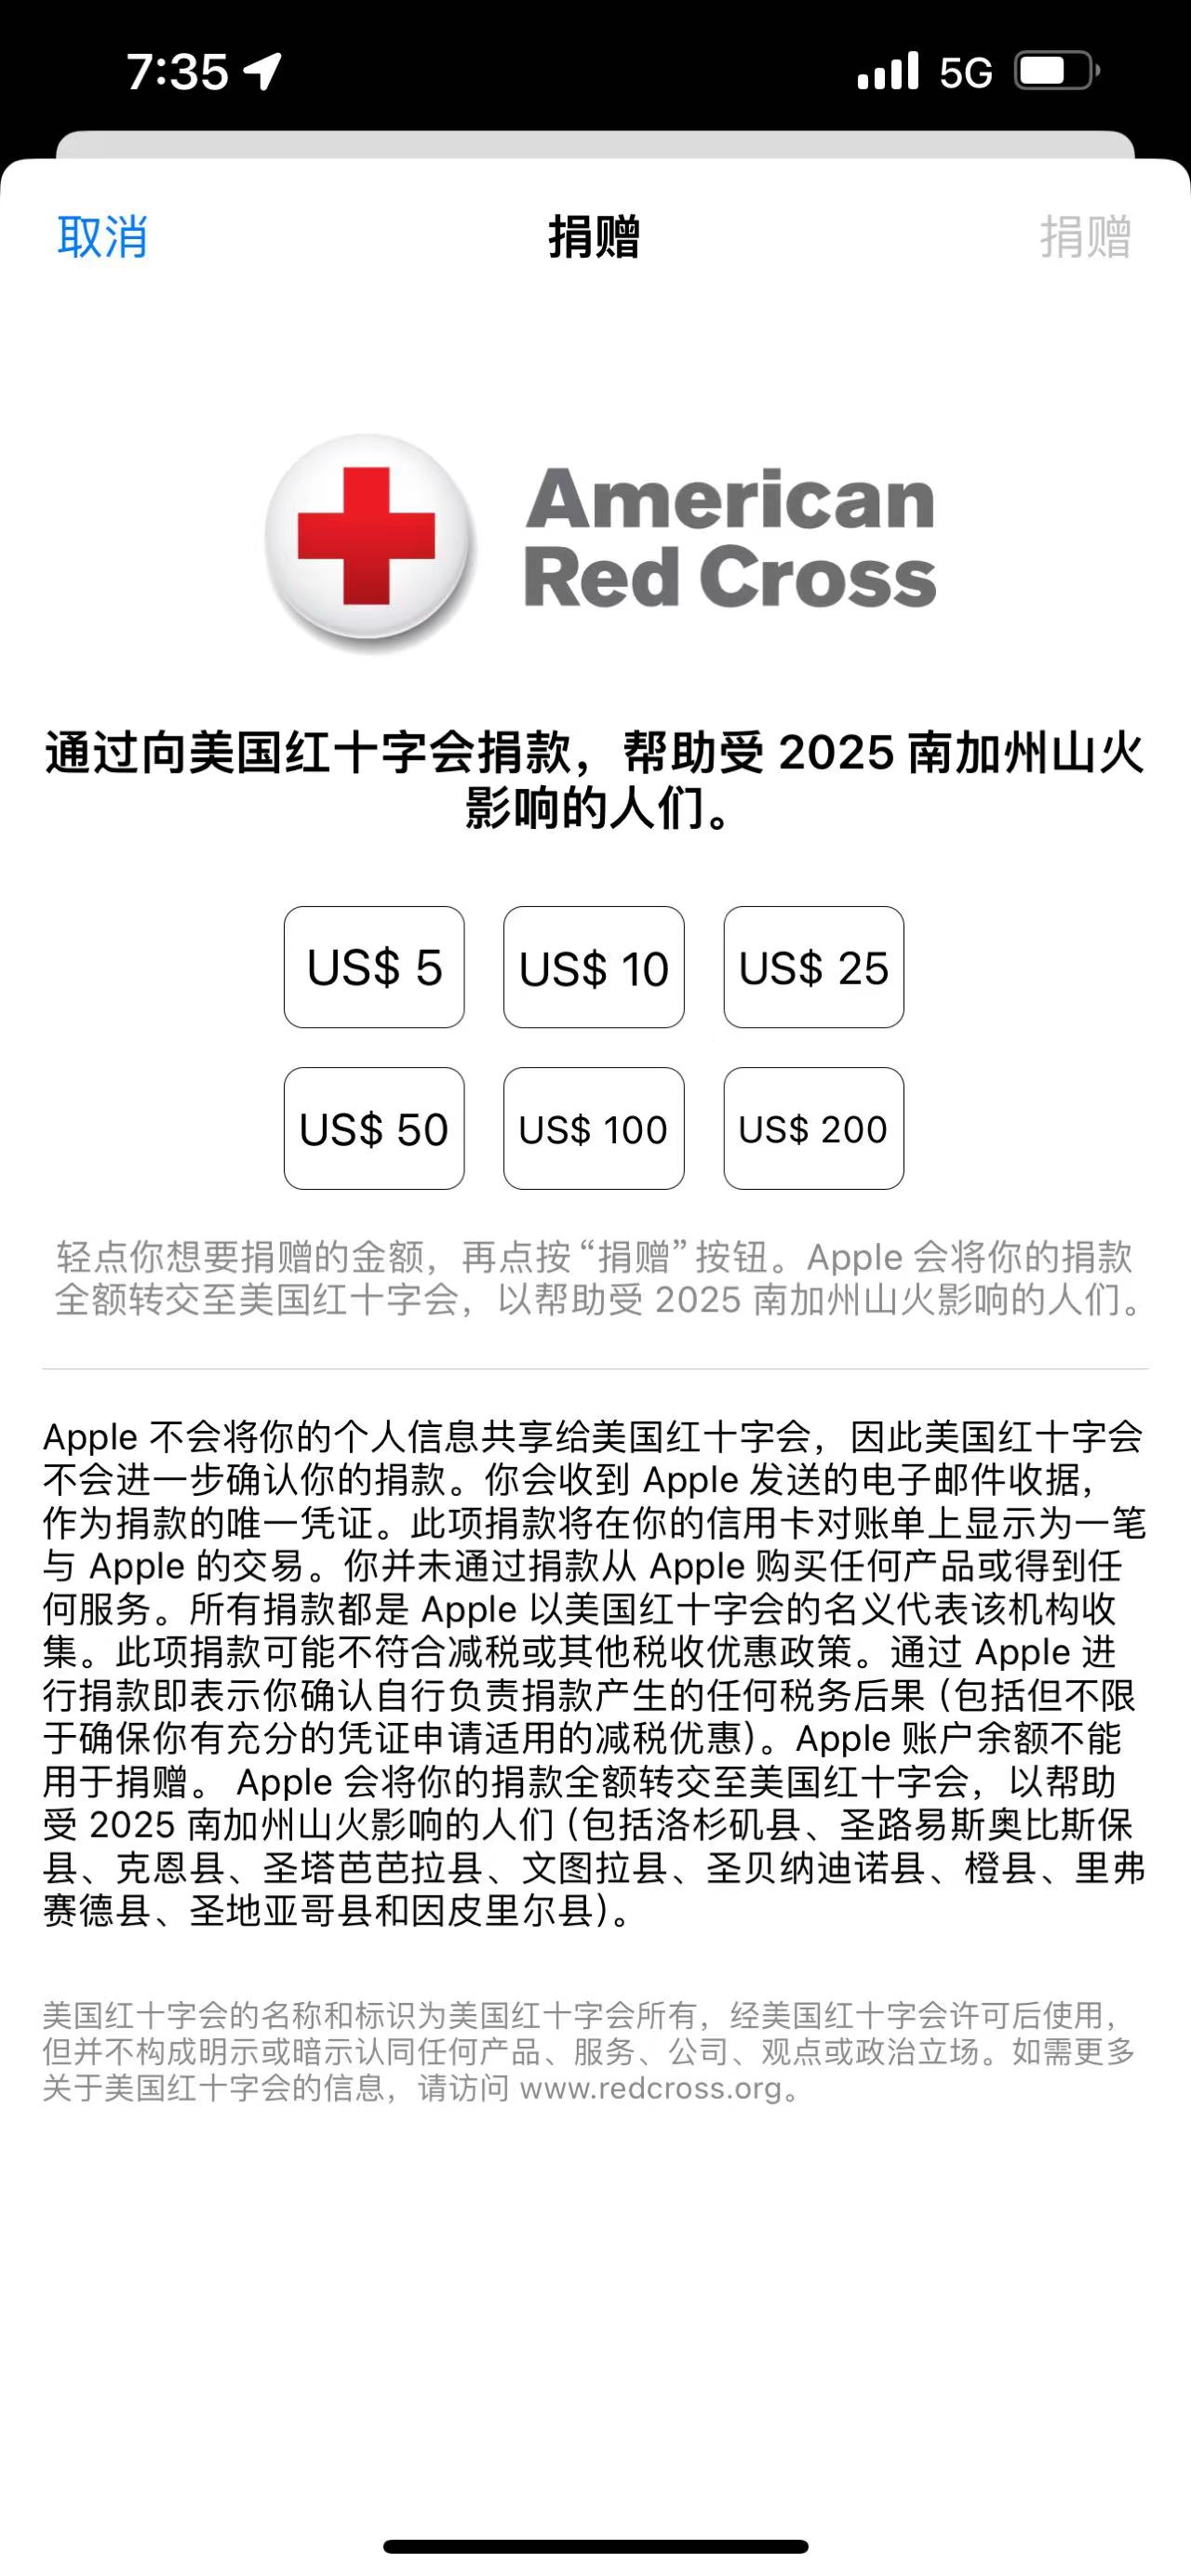 7:35
5G
取消
捐赠
捐赠
American
Red Cross
通过向美国红十字会捐款，帮助受 2025 南加州山火
影响的人们。
US$ 5
US$ 10
US$ 25
US$ 50
US$ 100
US$ 200
轻点你想要捐赠的金额，再点按“捐赠”按钮。Apple 会将你的捐款
全额转交至美国红十字会，以帮助受 2025 南加州山火影响的人们。
Apple 不会将你的个人信息共享给美国红十字会，因此美国红十字会
不会进一步确认你的捐款。你会收到 Apple 发送的电子邮件收据，
作为捐款的唯一凭证。此项捐款将在你的信用卡对账单上显示为一笔
与 Apple 的交易。你并未通过捐款从 Apple 购买任何产品或得到任
何服务。所有捐款都是 Apple 以美国红十字会的名义代表该机构收
集。此项捐款可能不符合减税或其他税收优惠政策。通过 Apple 进
行捐款即表示你确认自行负责捐款产生的任何税务后果（包括但不限
于确保你有充分的凭证申请适用的减税优惠）。Apple 账户余额不能
用于捐赠。 Apple 会将你的捐款全额转交至美国红十字会，以帮助
受 2025 南加州山火影响的人们（包括洛杉矶县、圣路易斯奥比斯保
县、克恩县、圣塔芭芭拉县、文图拉县、圣贝纳迪诺县、橙县、里弗
赛德县、圣地亚哥县和因皮里尔县）。
美国红十字会的名称和标识为美国红十字会所有，经美国红十字会许可后使用，
但并不构成明示或暗示认同任何产品、服务、公司、观点或政治立场。如需更多
关于美国红十字会的信息，请访问 www.redcross.org。